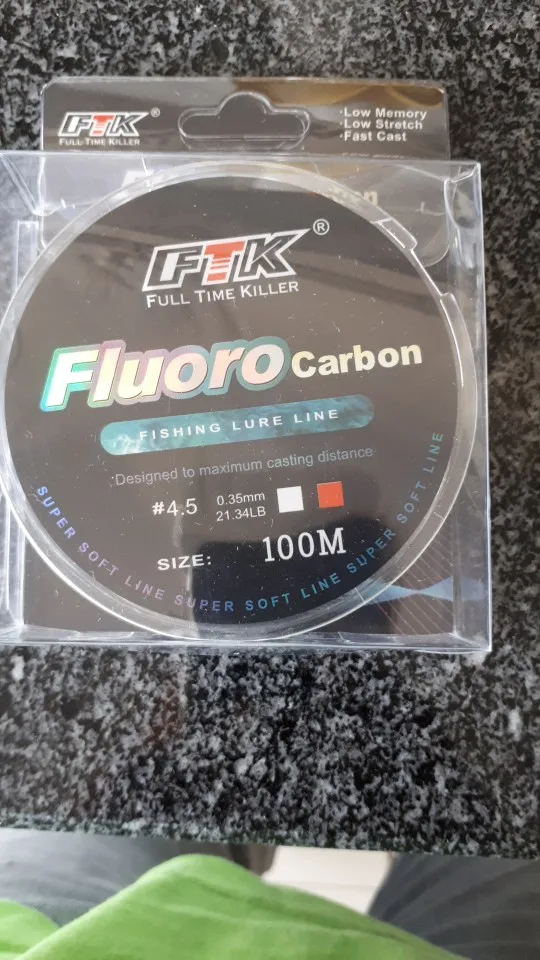 FTK®
FULL TIME KILLER
·Low Memory
·Low Stretch
·Fast Cast
FTK®
FULL TIME KILLER
Fluoro Carbon
FISHING LURE LINE
Designed to maximum casting distance
#4.5 0.35mm
21.34LB
SIZE: 100M
SUPER SOFT LINE SUPER SOFT LINE SUPER SOFT LINE